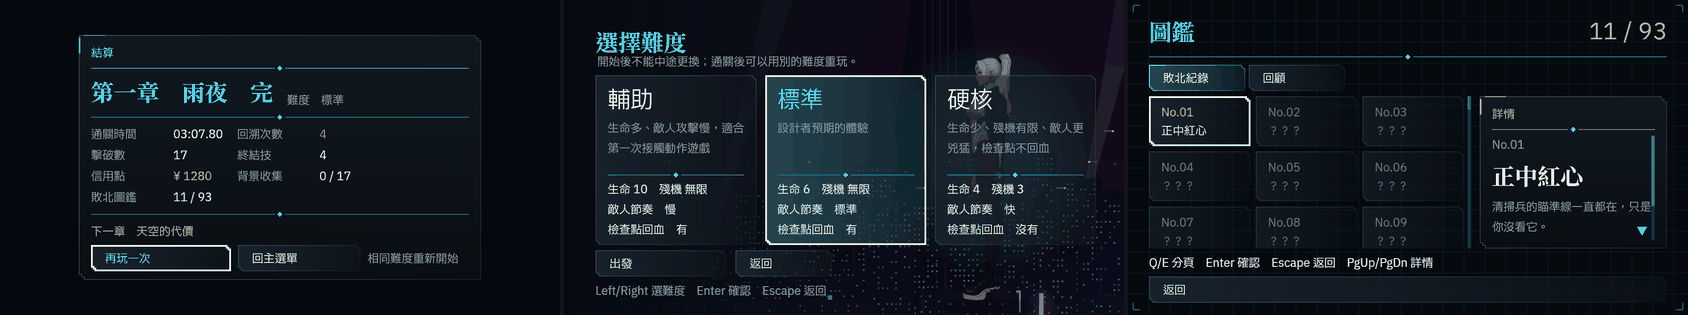 結算
第一章 雨夜 完 難度 標準
通關時間 03:07.80 回溯次數 4
擊破數 17 終結技 4
信用點 ¥ 1280 背景收集 0 / 17
敗北圖鑑 11 / 93
下一章 天空的代價
再玩一次 回主選單 相同難度重新開始
選擇難度
開始後不能中途更換；通關後可以用別的難度重玩。
輔助
生命多、敵人攻擊慢，適合
第一次接觸動作遊戲
生命 10 殘機 無限
敵人節奏 慢
檢查點回血 有
標準
設計者預期的體驗
生命 6 殘機 無限
敵人節奏 標準
檢查點回血 有
硬核
生命少、殘機有限、敵人更
兇猛，檢查點不回血
生命 4 殘機 3
敵人節奏 快
檢查點回血 沒有
出發 返回
Left/Right 選難度 Enter 確認 Escape 返回
圖鑑 11 / 93
敗北紀錄 回顧
No.01
正中紅心
No.02
? ? ?
No.03
? ? ?
No.04
? ? ?
No.05
? ? ?
No.06
? ? ?
No.07
? ? ?
No.08
? ? ?
No.09
? ? ?
詳情
No.01
正中紅心
清掃兵的瞄準線一直都在，只是
你沒看它。
Q/E 分頁 Enter 確認 Escape 返回 PgUp/PgDn 詳情
返回